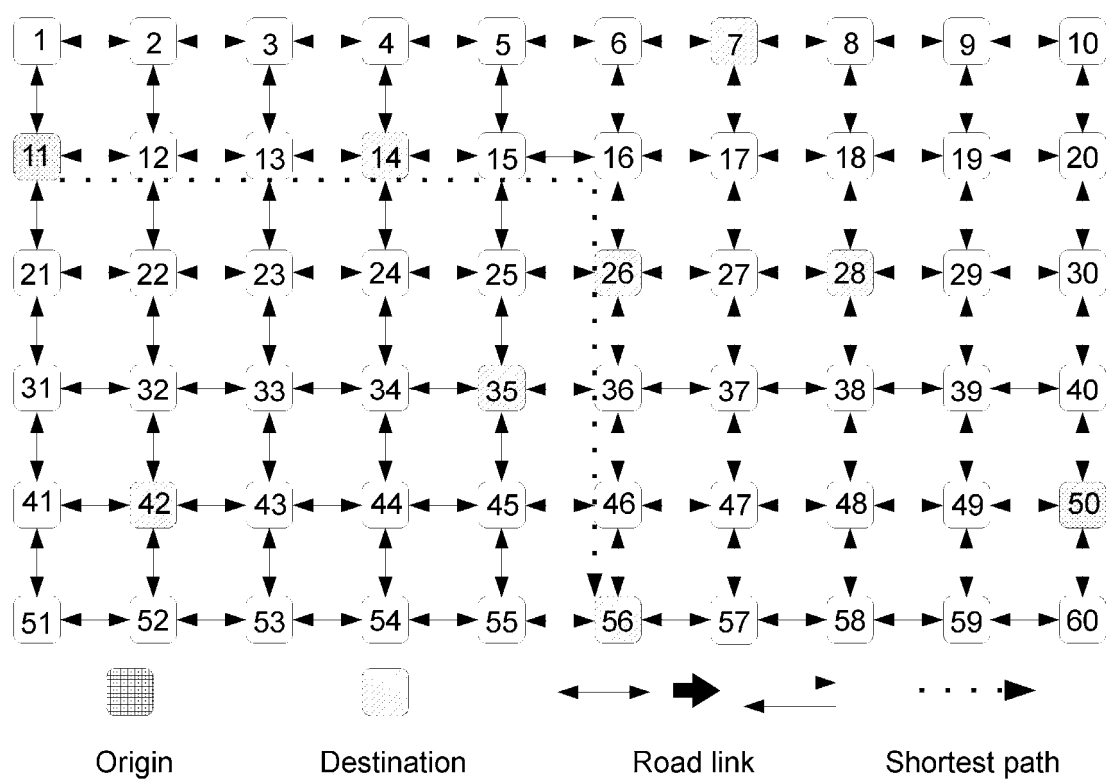 1 2 3 4 5 6 7 8 9 10
11 12 13 14 15 16 17 18 19 20
21 22 23 24 25 26 27 28 29 30
31 32 33 34 35 36 37 38 39 40
41 42 43 44 45 46 47 48 49 50
51 52 53 54 55 56 57 58 59 60
Origin Destination Road link Shortest path